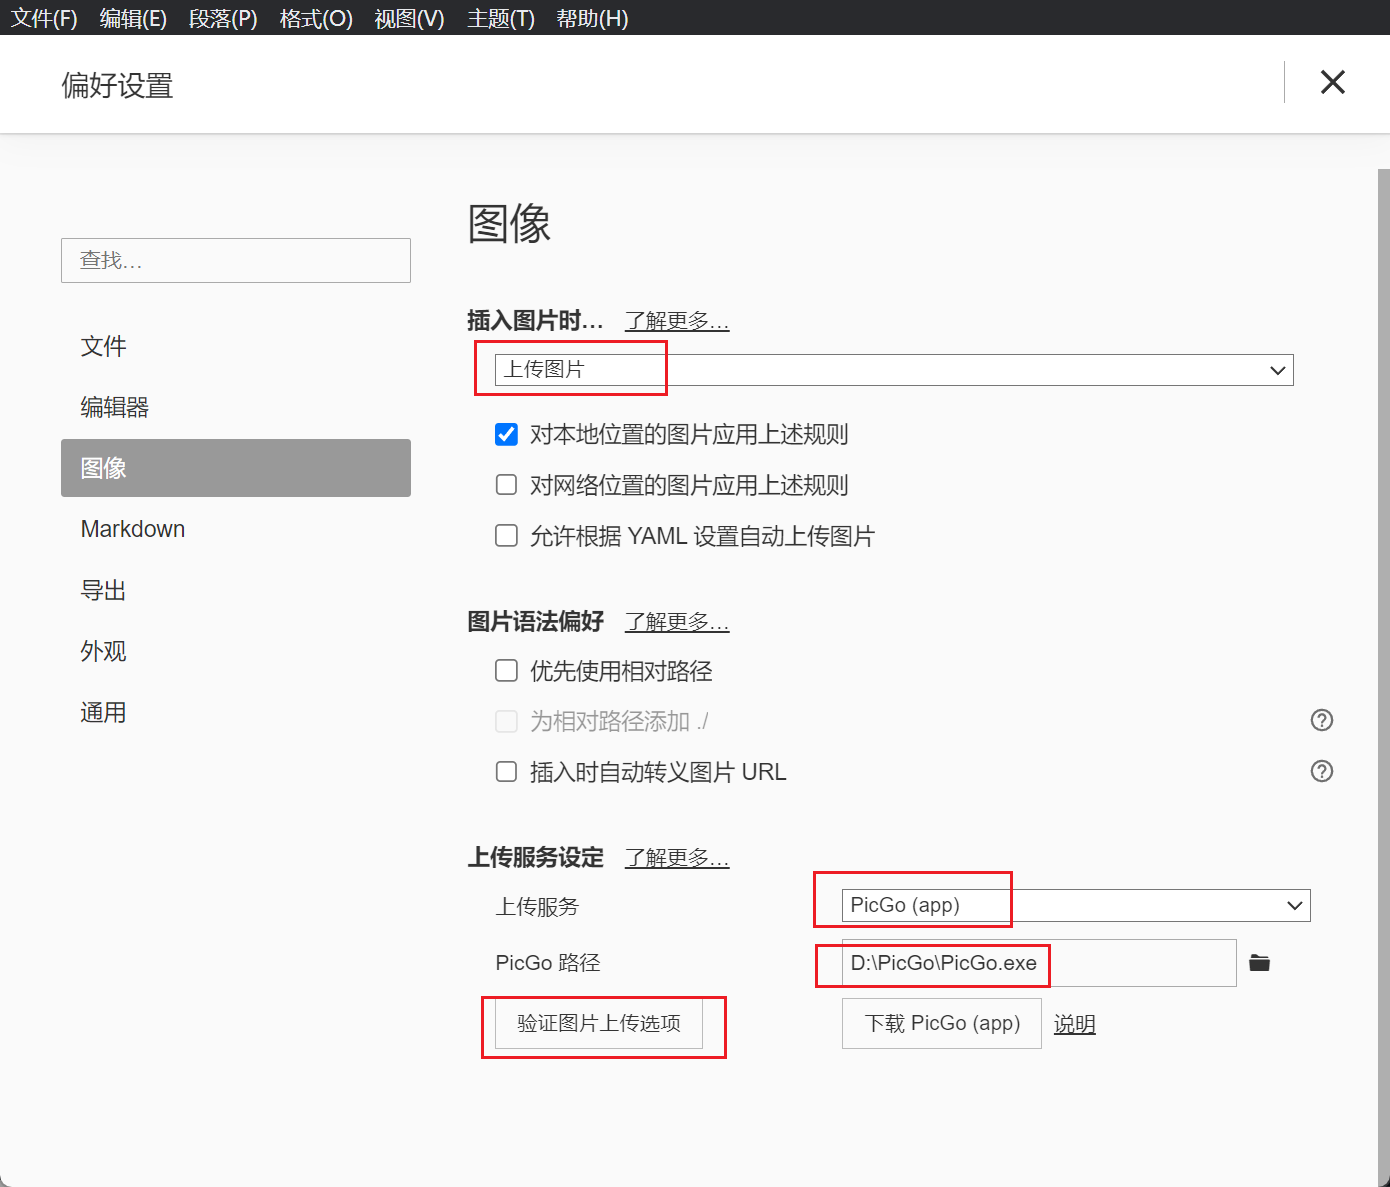 文件(F) 编辑(E) 段落(P) 格式(O) 视图(V) 主题(T) 帮助(H)
偏好设置
查找...
文件
编辑器
图像
Markdown
导出
外观
通用
图像
插入图片时... 了解更多...
上传图片
对本地位置的图片应用上述规则
对网络位置的图片应用上述规则
允许根据 YAML 设置自动上传图片
图片语法偏好 了解更多...
优先使用相对路径
为相对路径添加 ./
插入时自动转义图片 URL
上传服务设定 了解更多...
上传服务 PicGo (app)
PicGo 路径 D:\PicGo\PicGo.exe
验证图片上传选项 下载 PicGo (app) 说明